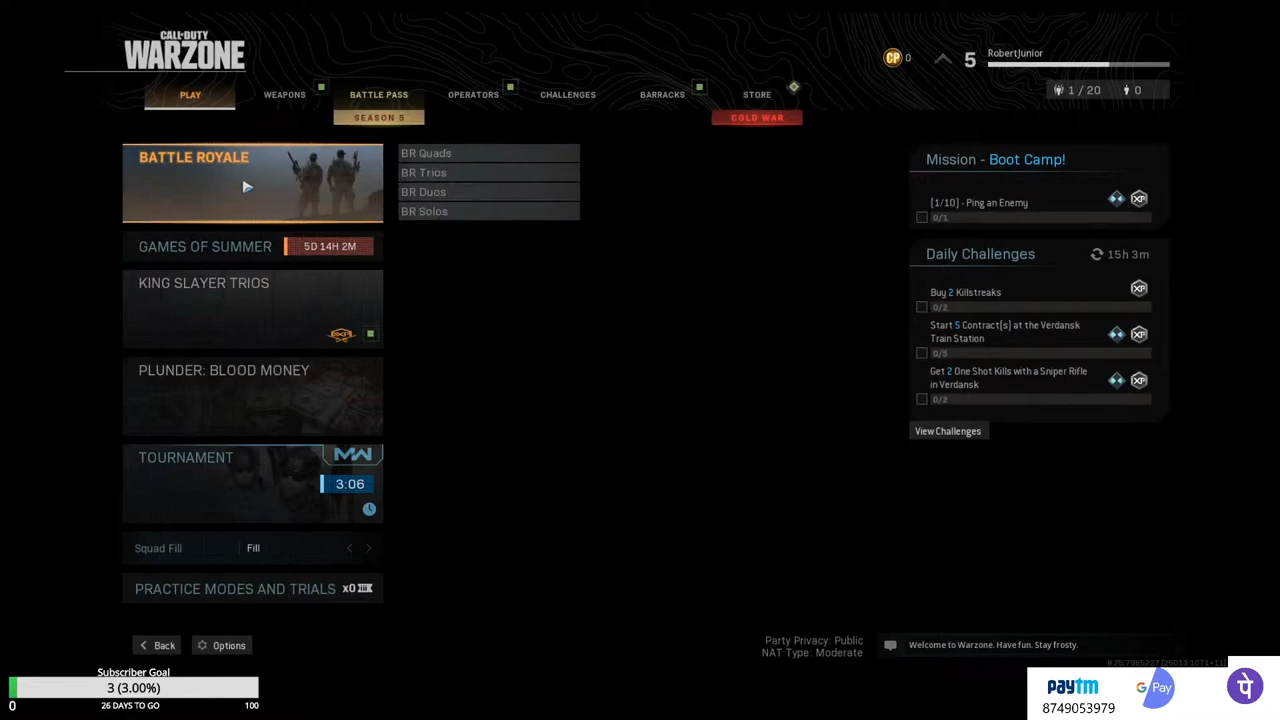 CALL OF DUTY
WARZONE
CP 0
5
RobertJunior
PLAY
WEAPONS
BATTLE PASS
OPERATORS
CHALLENGES
BARRACKS
STORE
1 / 20
0
SEASON 5
COLD WAR
BATTLE ROYALE
BR Quads
BR Trios
BR Duos
BR Solos
GAMES OF SUMMER
5D 14H 2M
KING SLAYER TRIOS
PLUNDER: BLOOD MONEY
TOURNAMENT
MW
3:06
Squad Fill
Fill
PRACTICE MODES AND TRIALS
x0
Mission - Boot Camp!
[1/10] - Ping an Enemy
XP
0/1
Daily Challenges
15h 3m
Buy 2 Killstreaks
XP
0/2
Start 5 Contract(s) at the Verdansk
Train Station
XP
0/5
Get 2 One Shot Kills with a Sniper Rifle
in Verdansk
XP
0/2
View Challenges
Back
Options
Party Privacy: Public
NAT Type: Moderate
Welcome to Warzone. Have fun. Stay frosty.
Subscriber Goal
3 (3.00%)
0
26 DAYS TO GO
100
paytm
G Pay
पे
8749053979